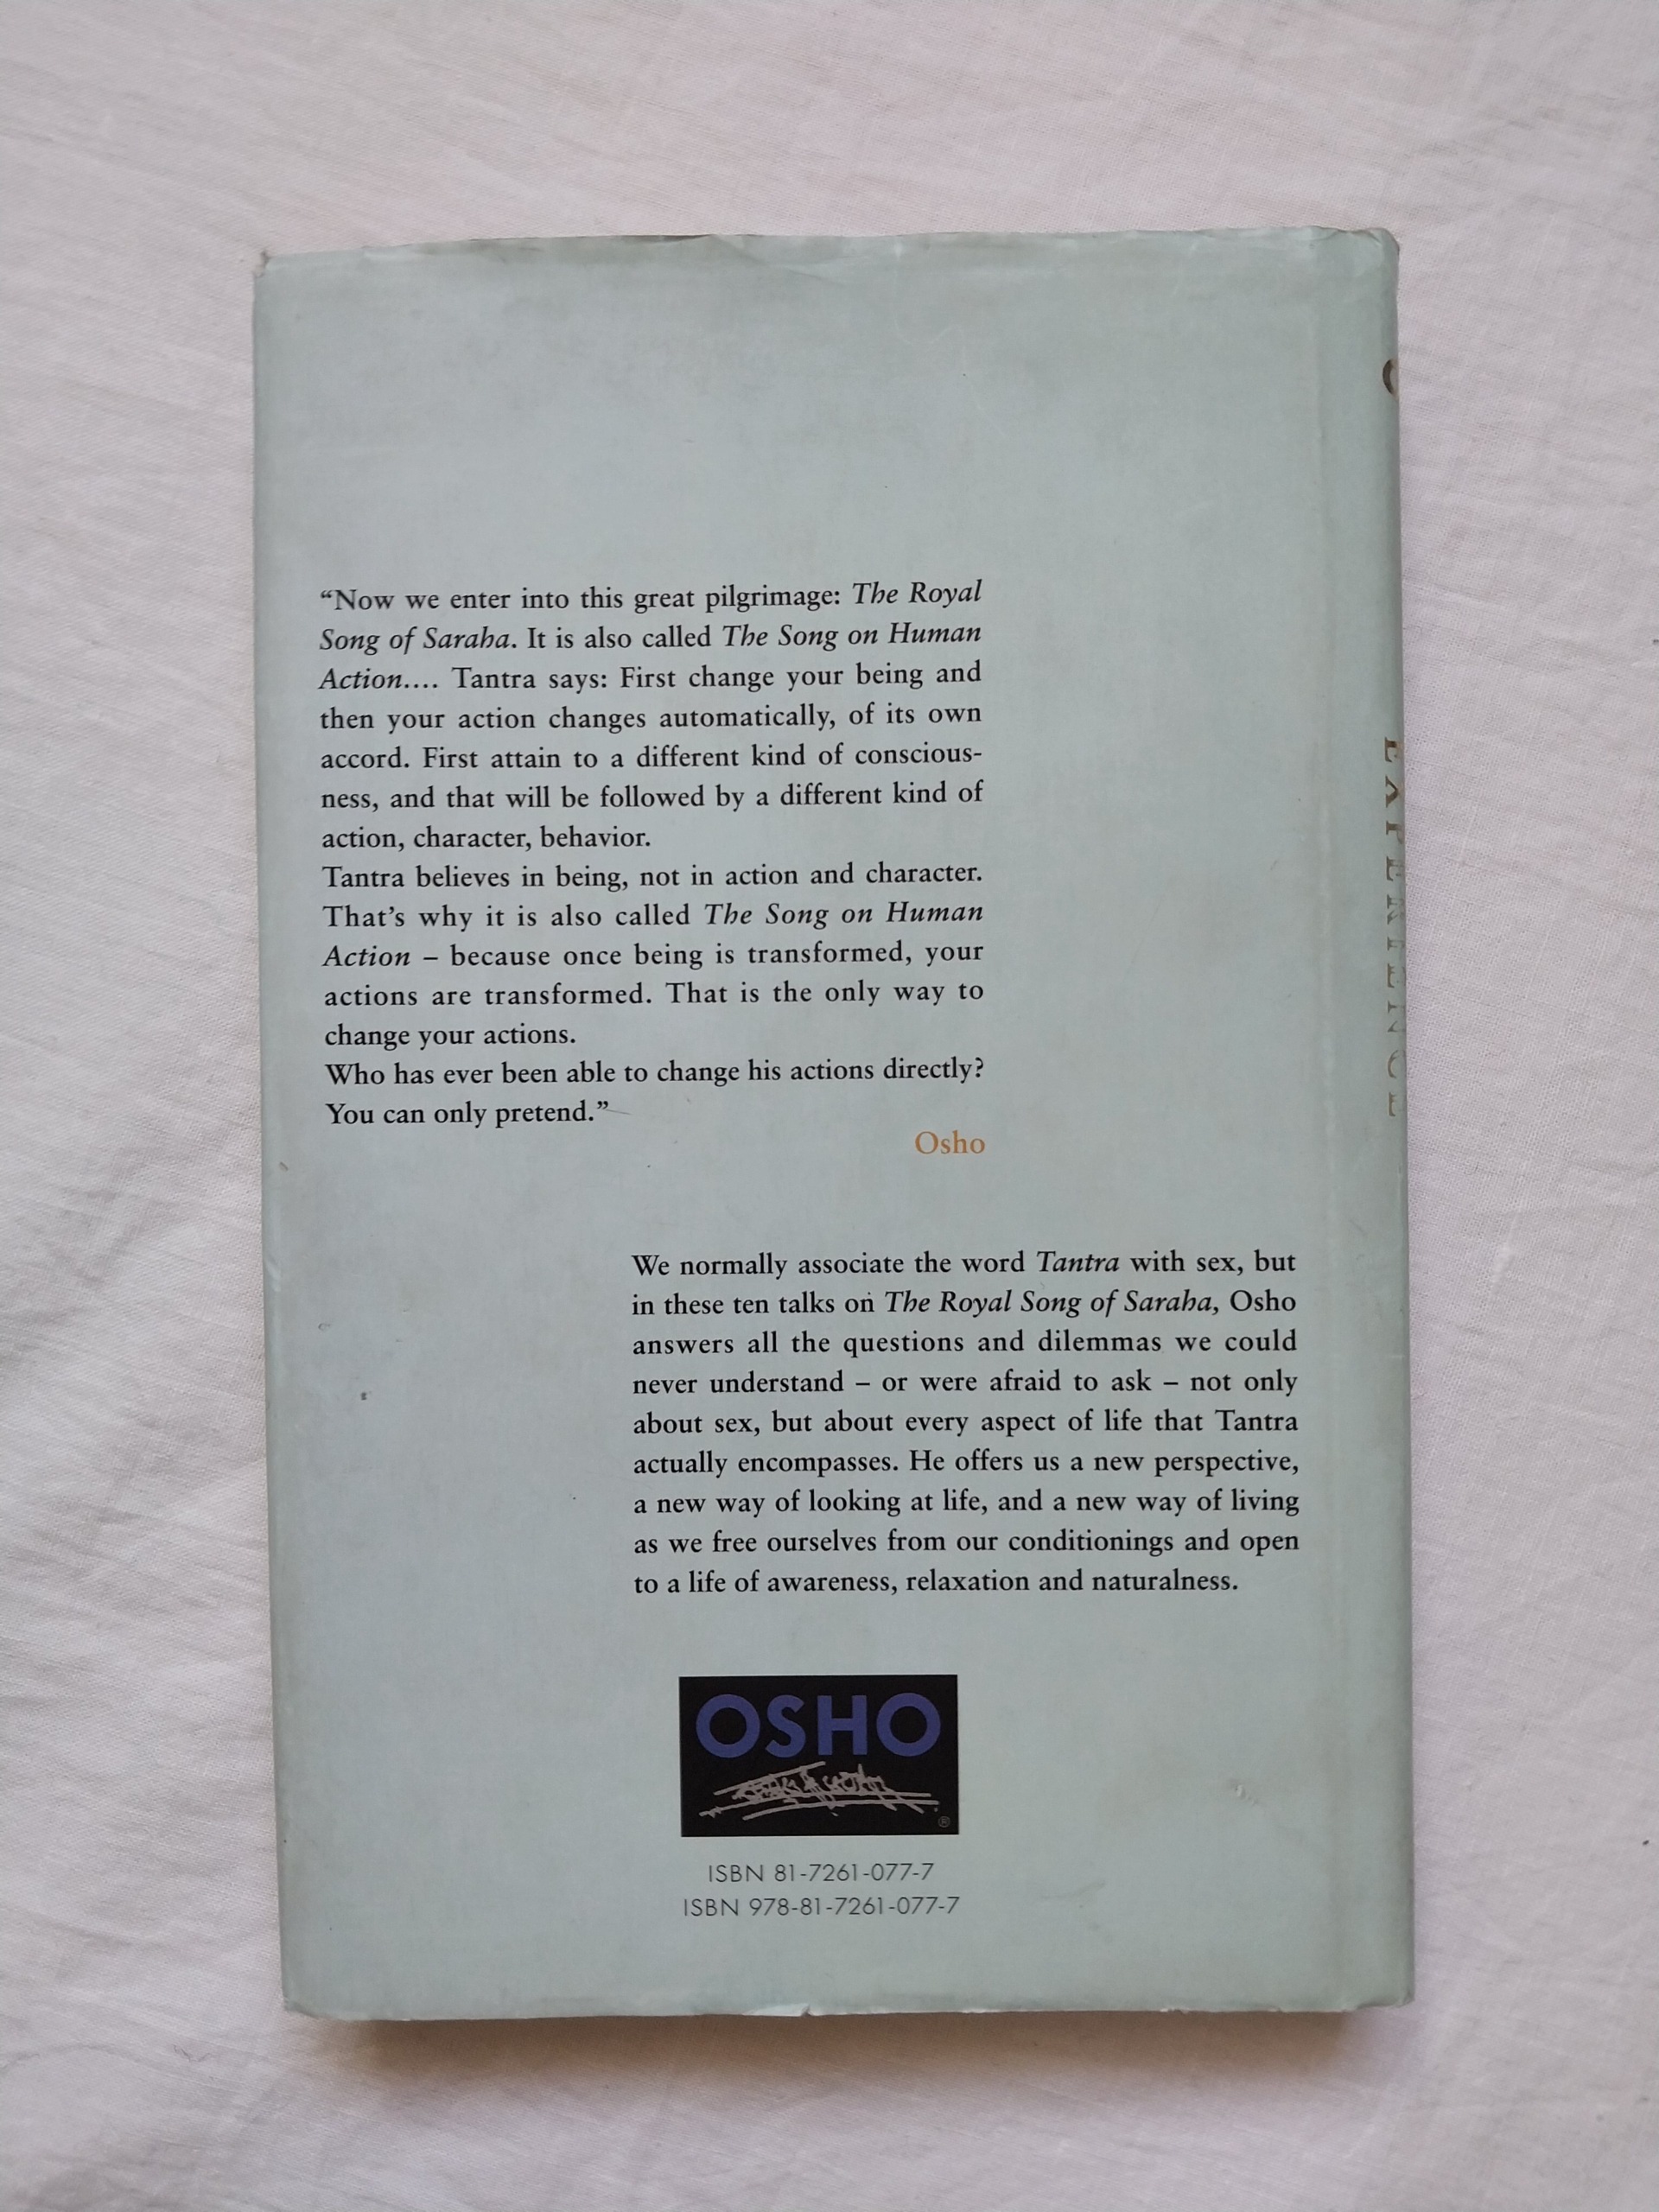 “Now we enter into this great pilgrimage: The Royal
Song of Saraha. It is also called The Song on Human
Action.... Tantra says: First change your being and
then your action changes automatically, of its own
accord. First attain to a different kind of conscious-
ness, and that will be followed by a different kind of
action, character, behavior.
Tantra believes in being, not in action and character.
That’s why it is also called The Song on Human
Action – because once being is transformed, your
actions are transformed. That is the only way to
change your actions.
Who has ever been able to change his actions directly?
You can only pretend.”
Osho
We normally associate the word Tantra with sex, but
in these ten talks on The Royal Song of Saraha, Osho
answers all the questions and dilemmas we could
never understand – or were afraid to ask – not only
about sex, but about every aspect of life that Tantra
actually encompasses. He offers us a new perspective,
a new way of looking at life, and a new way of living
as we free ourselves from our conditionings and open
to a life of awareness, relaxation and naturalness.
OSHO
®
ISBN 81-7261-077-7
ISBN 978-81-7261-077-7
EXPERIENCE